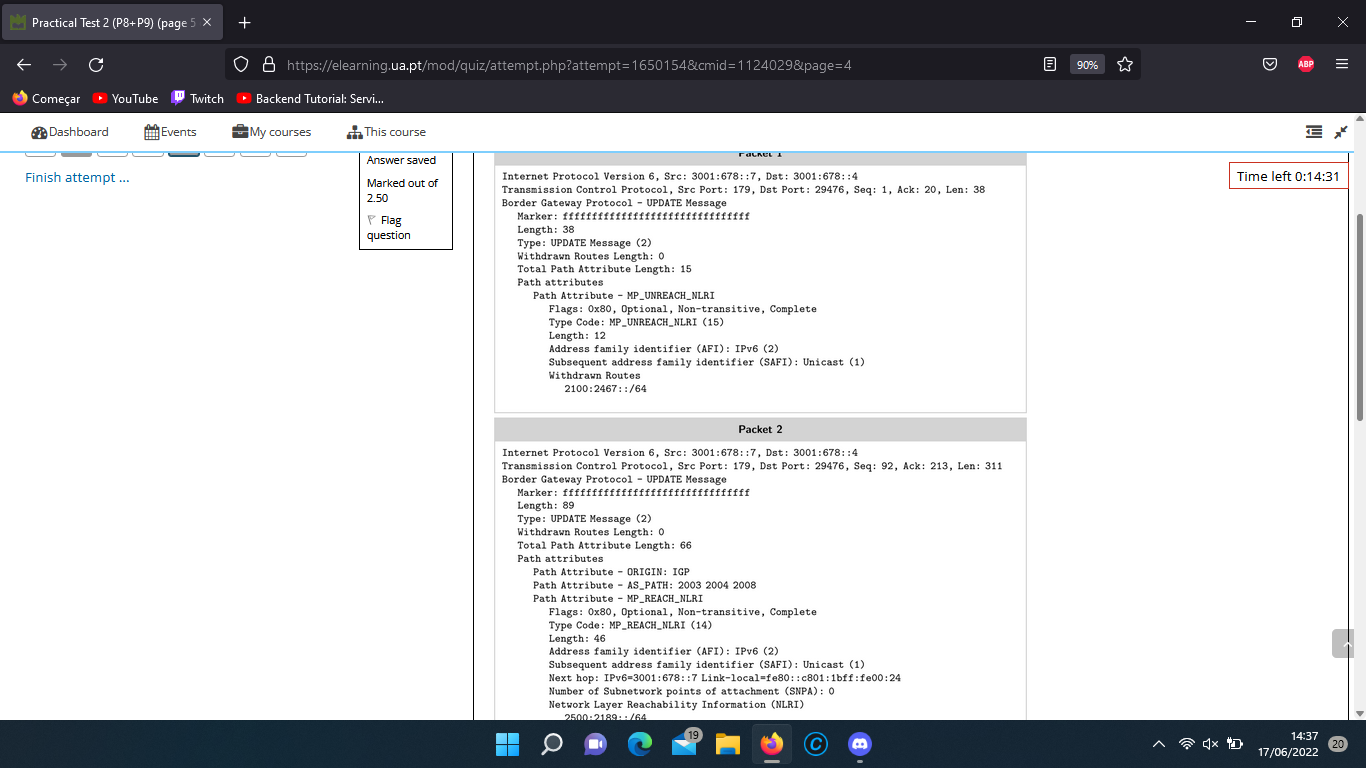 Practical Test 2 (P8+P9) (page 5
https://elearning.ua.pt/mod/quiz/attempt.php?attempt=1650154&cmid=1124029&page=4
90%
ABP
Começar
YouTube
Twitch
Backend Tutorial: Servi...
Dashboard
Events
My courses
This course
Finish attempt ...
Answer saved
Marked out of
2.50
Flag
question
Time left 0:14:31
Packet 1
Internet Protocol Version 6, Src: 3001:678::7, Dst: 3001:678::4
Transmission Control Protocol, Src Port: 179, Dst Port: 29476, Seq: 1, Ack: 20, Len: 38
Border Gateway Protocol - UPDATE Message
Marker: ffffffffffffffffffffffffffffffff
Length: 38
Type: UPDATE Message (2)
Withdrawn Routes Length: 0
Total Path Attribute Length: 15
Path attributes
Path Attribute - MP_UNREACH_NLRI
Flags: 0x80, Optional, Non-transitive, Complete
Type Code: MP_UNREACH_NLRI (15)
Length: 12
Address family identifier (AFI): IPv6 (2)
Subsequent address family identifier (SAFI): Unicast (1)
Withdrawn Routes
2100:2467::/64
Packet 2
Internet Protocol Version 6, Src: 3001:678::7, Dst: 3001:678::4
Transmission Control Protocol, Src Port: 179, Dst Port: 29476, Seq: 92, Ack: 213, Len: 311
Border Gateway Protocol - UPDATE Message
Marker: ffffffffffffffffffffffffffffffff
Length: 89
Type: UPDATE Message (2)
Withdrawn Routes Length: 0
Total Path Attribute Length: 66
Path attributes
Path Attribute - ORIGIN: IGP
Path Attribute - AS_PATH: 2003 2004 2008
Path Attribute - MP_REACH_NLRI
Flags: 0x80, Optional, Non-transitive, Complete
Type Code: MP_REACH_NLRI (14)
Length: 46
Address family identifier (AFI): IPv6 (2)
Subsequent address family identifier (SAFI): Unicast (1)
Next hop: IPv6=3001:678::7 Link-local=fe80::c801:1bff:fe00:24
Number of Subnetwork points of attachment (SNPA): 0
Network Layer Reachability Information (NLRI)
2500:2189::/64
19
14:37
17/06/2022
20